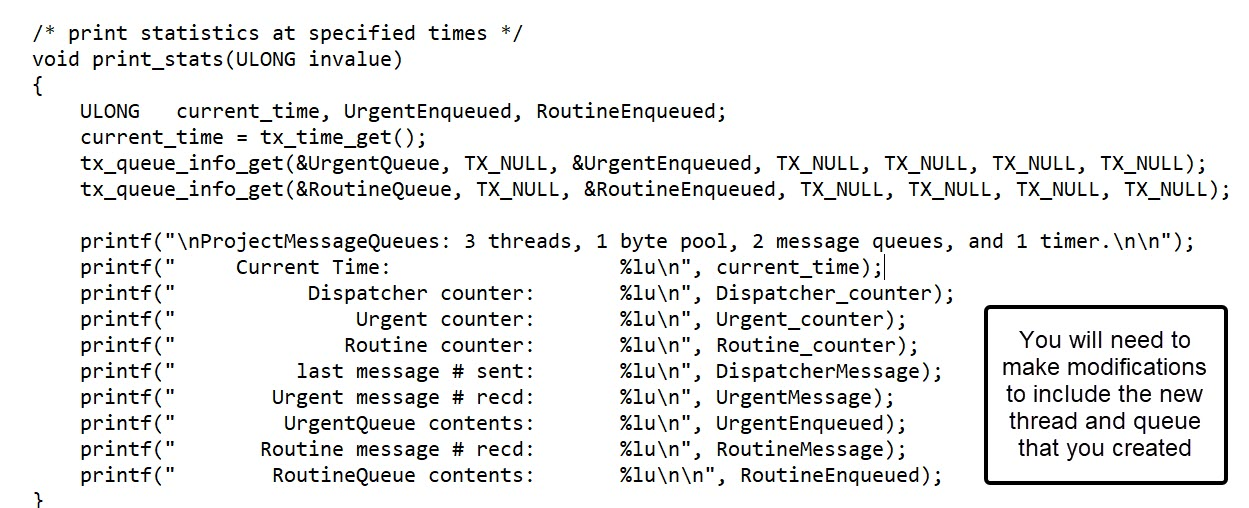 /* print statistics at specified times */
void print_stats(ULONG invalue)
{
    ULONG   current_time, UrgentEnqueued, RoutineEnqueued;
    current_time = tx_time_get();
    tx_queue_info_get(&UrgentQueue, TX_NULL, &UrgentEnqueued, TX_NULL, TX_NULL, TX_NULL, TX_NULL);
    tx_queue_info_get(&RoutineQueue, TX_NULL, &RoutineEnqueued, TX_NULL, TX_NULL, TX_NULL, TX_NULL);

    printf("\nProjectMessageQueues: 3 threads, 1 byte pool, 2 message queues, and 1 timer.\n\n");
    printf("     Current Time:                   %lu\n", current_time);
    printf("           Dispatcher counter:       %lu\n", Dispatcher_counter);
    printf("               Urgent counter:       %lu\n", Urgent_counter);
    printf("              Routine counter:       %lu\n", Routine_counter);
    printf("          last message # sent:       %lu\n", DispatcherMessage);
    printf("        Urgent message # recd:       %lu\n", UrgentMessage);
    printf("         UrgentQueue contents:       %lu\n", UrgentEnqueued);
    printf("       Routine message # recd:       %lu\n", RoutineMessage);
    printf("        RoutineQueue contents:       %lu\n\n", RoutineEnqueued);
}
You will need to
make modifications
to include the new
thread and queue
that you created